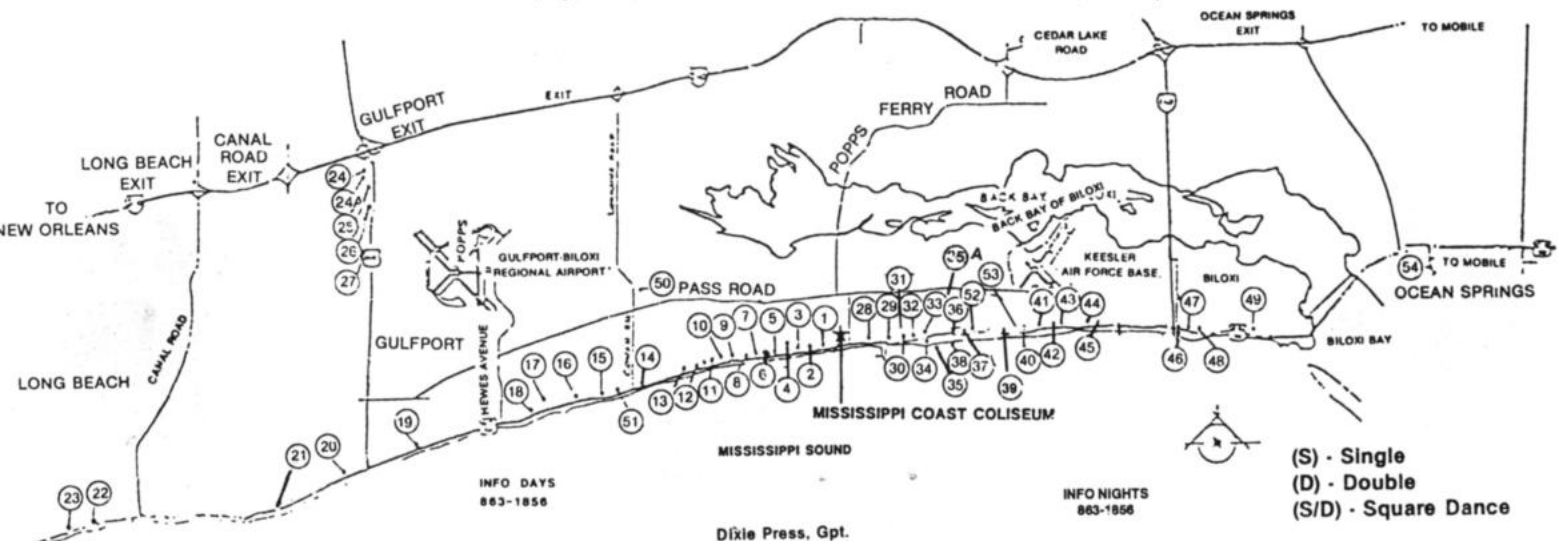 OCEAN SPRINGS
EXIT
TO MOBILE
CEDAR LAKE
ROAD
EXIT
FERRY ROAD
POPPS
GULFPORT
EXIT
CANAL
ROAD
EXIT
LONG BEACH
EXIT
TO
NEW ORLEANS
24
24A
25
26
27
POPPS
GULFPORT-BILOXI
REGIONAL AIRPORT
BACK BAY
BACK BAY OF BILOXI
KEESLER
AIR FORCE BASE.
BILOXI
54
TO MOBILE
OCEAN SPRINGS
50
PASS ROAD
31
35A
53
52
10 9 7 5 3 1 28 29 32 33 36 41 43 44 47 49
GULFPORT
HEWES AVENUE
CANAL ROAD
LONG BEACH
18 17 16 15 14
51
13 12 11 8 6 4 2
30 34 35 38 37 39 40 42 45 46 48
BILOXI BAY
MISSISSIPPI COAST COLISEUM
19
20
21
22
23
MISSISSIPPI SOUND
INFO DAYS
863-1856
INFO NIGHTS
863-1856
(S) - Single
(D) - Double
(S/D) - Square Dance
Dixie Press, Gpt.